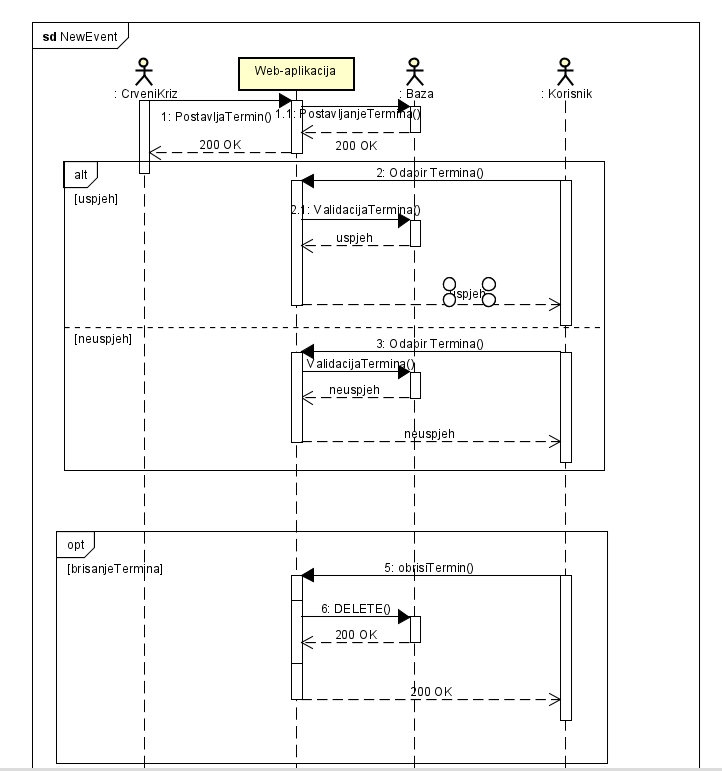 sd NewEvent
Web-aplikacija
: CrveniKriz
: Baza
: Korisnik
1: PostavljaTermin()
1.1: PostavljanjeTermina()
200 OK
200 OK
alt
2: Odabir Termina()
[uspjeh]
2.1: ValidacijaTermina()
uspjeh
uspjeh
[neuspjeh]
3: Odabir Termina()
ValidacijaTermina()
neuspjeh
neuspjeh
opt
[brisanjeTermina]
5: obrisiTermin()
6: DELETE()
200 OK
200 OK